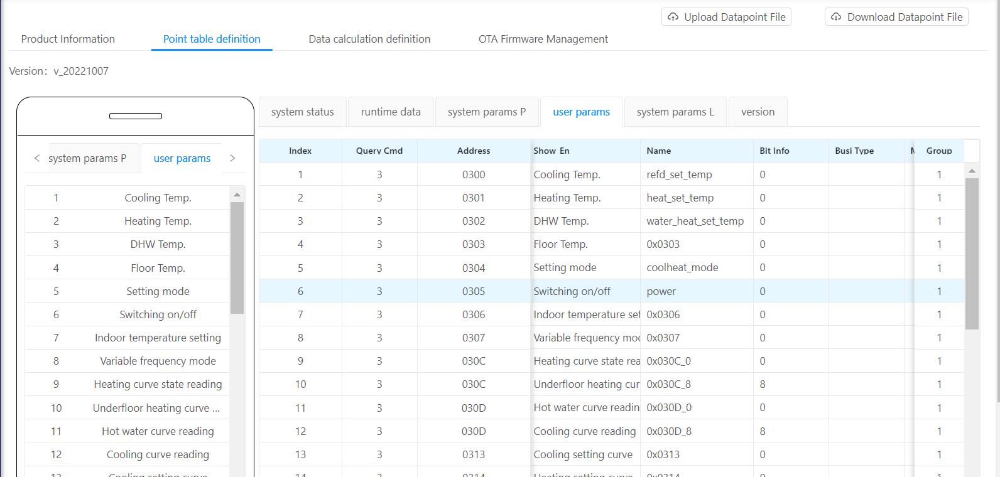 Upload Datapoint File Download Datapoint File
Product Information Point table definition Data calculation definition OTA Firmware Management
Version: v_20221007
system status runtime data system params P user params system params L version
< system params P user params >
1 Cooling Temp.
2 Heating Temp.
3 DHW Temp.
4 Floor Temp.
5 Setting mode
6 Switching on/off
7 Indoor temperature setting
8 Variable frequency mode
9 Heating curve state reading
10 Underfloor heating curve ...
11 Hot water curve reading
12 Cooling curve reading
13 Cooling setting curve
Index Query Cmd Address Show En Name Bit Info Busi Type Group
1 3 0300 Cooling Temp. refd_set_temp 0 1
2 3 0301 Heating Temp. heat_set_temp 0 1
3 3 0302 DHW Temp. water_heat_set_temp 0 1
4 3 0303 Floor Temp. 0x0303 0 1
5 3 0304 Setting mode coolheat_mode 0 1
6 3 0305 Switching on/off power 0 1
7 3 0306 Indoor temperature set 0x0306 0 1
8 3 0307 Variable frequency mo 0x0307 0 1
9 3 030C Heating curve state rea 0x030C_0 0 1
10 3 030C Underfloor heating cur 0x030C_8 8 1
11 3 030D Hot water curve readin 0x030D_0 0 1
12 3 030D Cooling curve reading 0x030D_8 8 1
13 3 0313 Cooling setting curve 0x0313 0 1
14 3 0314 Heating setting curve 0x0314 0 1